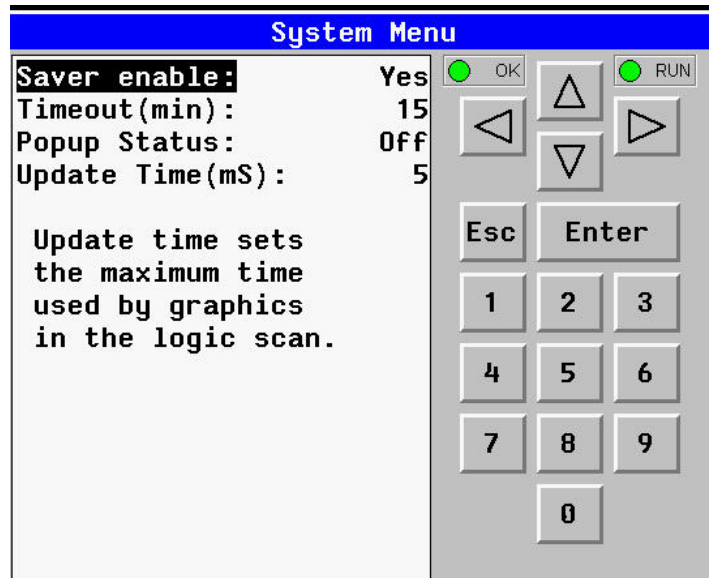 System Menu
Saver enable: Yes
Timeout(min): 15
Popup Status: Off
Update Time(mS): 5
Update time sets
the maximum time
used by graphics
in the logic scan.
OK
RUN
Esc
Enter
1 2 3
4 5 6
7 8 9
0